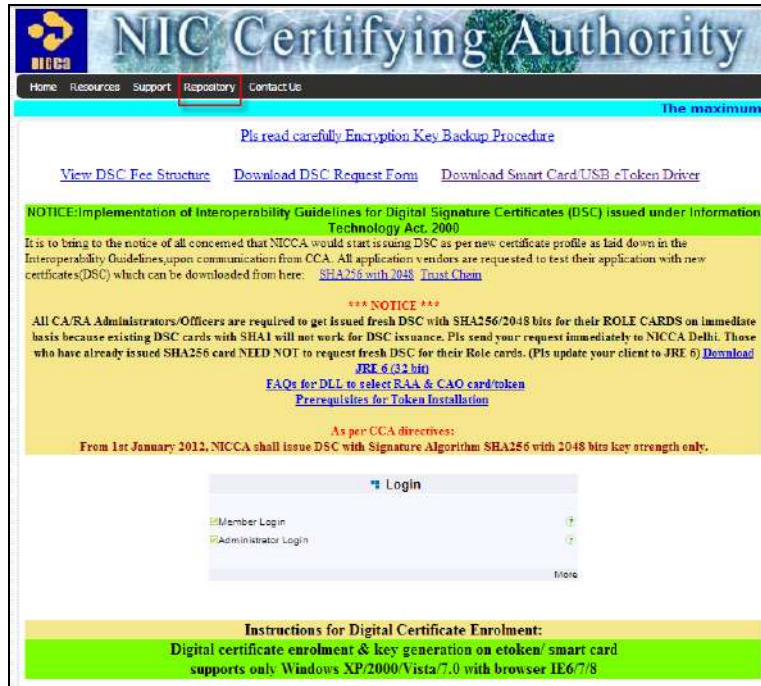 NIC Certifying Authority
NICCA
Home Resources Support Repository Contact Us
The maximum
Pls read carefully Encryption Key Backup Procedure
View DSC Fee Structure Download DSC Request Form Download Smart Card/USB eToken Driver
NOTICE:Implementation of Interoperability Guidelines for Digital Signature Certificates (DSC) issued under Information
Technology Act. 2000
It is to bring to the notice of all concerned that NICCA would start issuing DSC as per new certificate profile as laid down in the
Interoperability Guidelines,upon communication from CCA. All application vendors are requested to test their application with new
certficates(DSC) which can be downloaded from here: SHA256 with 2048 Trust Chain
*** NOTICE ***
All CA/RA Administrators/Officers are required to get issued fresh DSC with SHA256/2048 bits for their ROLE CARDS on immediate
basis because existing DSC cards with SHA1 will not work for DSC issuance. Pls send your request immediately to NICCA Delhi. Those
who have already issued SHA256 card NEED NOT to request fresh DSC for their Role cards. (Pls update your client to JRE 6) Download
JRE 6 (32 bit)
FAQs for DLL to select RAA & CAO card/token
Prerequisites for Token Installation
As per CCA directives:
From 1st January 2012, NICCA shall issue DSC with Signature Algorithm SHA256 with 2048 bits key strength only.
Login
Member Login ?
Administrator Login ?
More
Instructions for Digital Certificate Enrolment:
Digital certificate enrolment & key generation on etoken/ smart card
supports only Windows XP/2000/Vista/7.0 with browser IE6/7/8